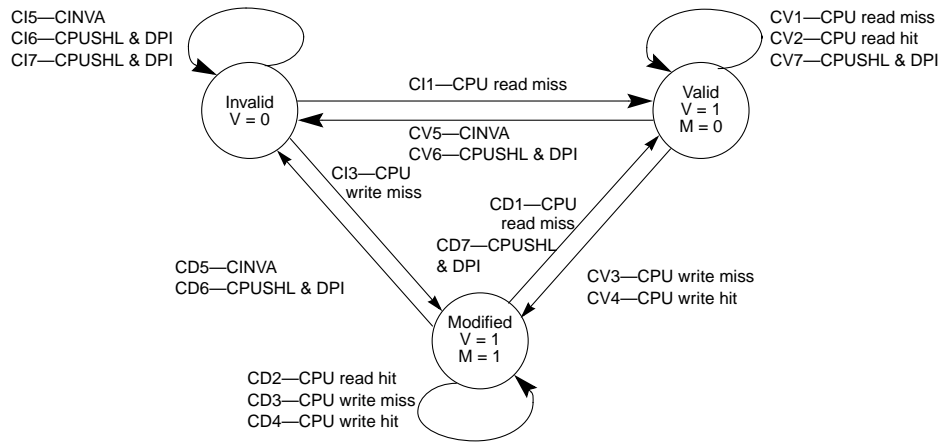 CI5—CINVA
CI6—CPUSHL & DPI
CI7—CPUSHL & DPI
CV1—CPU read miss
CV2—CPU read hit
CV7—CPUSHL & DPI
Invalid
V = 0
CI1—CPU read miss
Valid
V = 1
M = 0
CV5—CINVA
CV6—CPUSHL & DPI
CI3—CPU
write miss
CD1—CPU
read miss
CD7—CPUSHL
& DPI
CD5—CINVA
CD6—CPUSHL & DPI
CV3—CPU write miss
CV4—CPU write hit
Modified
V = 1
M = 1
CD2—CPU read hit
CD3—CPU write miss
CD4—CPU write hit